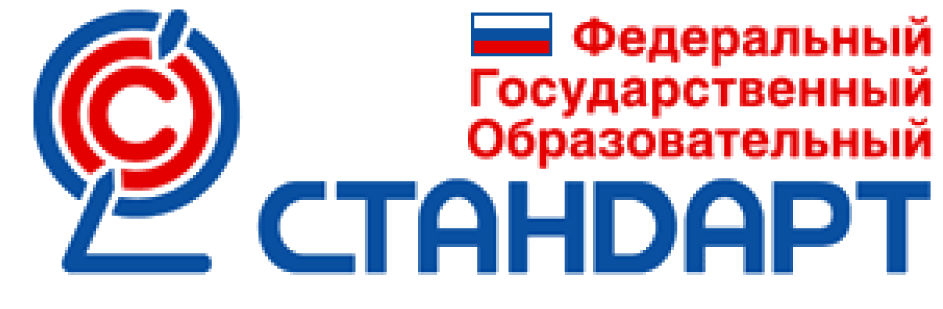 Федеральный
Государственный
Образовательный
СТАНДАРТ